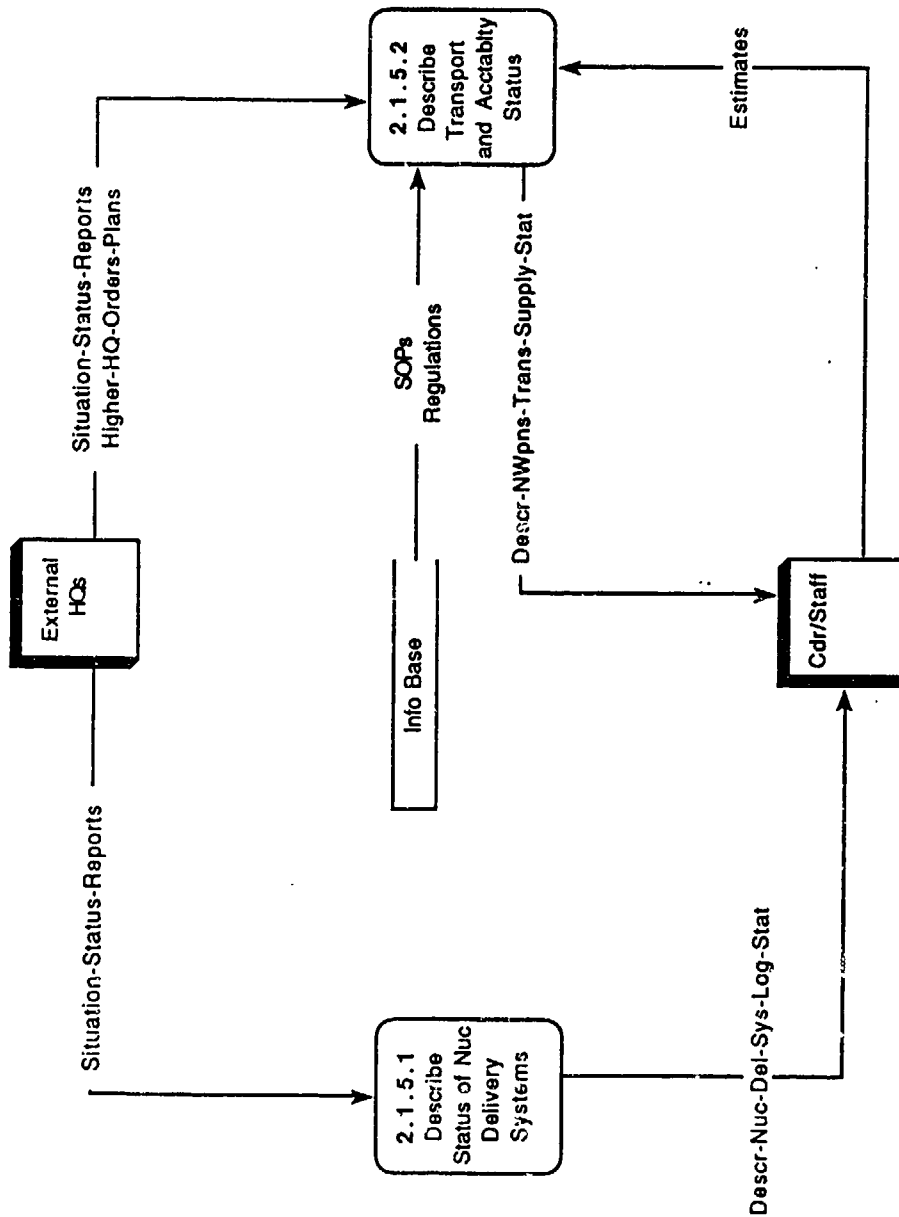 External
HQs
Situation-Status-Reports
Situation-Status-Reports
Higher-HQ-Orders-Plans
2.1.5.1
Describe
Status of Nuc
Delivery
Systems
Info Base
SOPs
Regulations
2.1.5.2
Describe
Transport
and Acctablty
Status
Descr-NWpns-Trans-Supply-Stat
Descr-Nuc-Del-Sys-Log-Stat
Cdr/Staff
Estimates